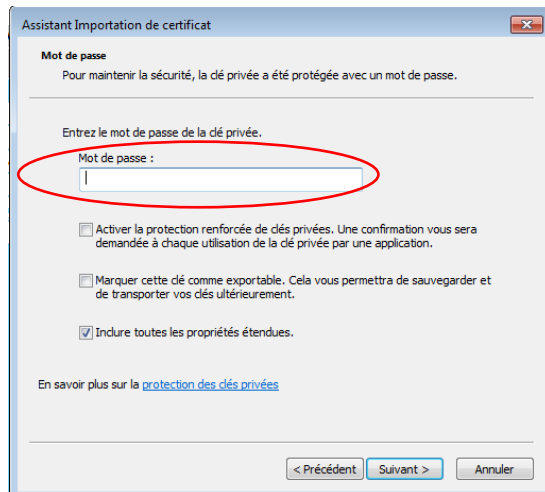 Assistant Importation de certificat
Mot de passe
Pour maintenir la sécurité, la clé privée a été protégée avec un mot de passe.
Entrez le mot de passe de la clé privée.
Mot de passe :
Activer la protection renforcée de clés privées. Une confirmation vous sera
demandée à chaque utilisation de la clé privée par une application.
Marquer cette clé comme exportable. Cela vous permettra de sauvegarder et
de transporter vos clés ultérieurement.
Inclure toutes les propriétés étendues.
En savoir plus sur la protection des clés privées
< Précédent Suivant > Annuler